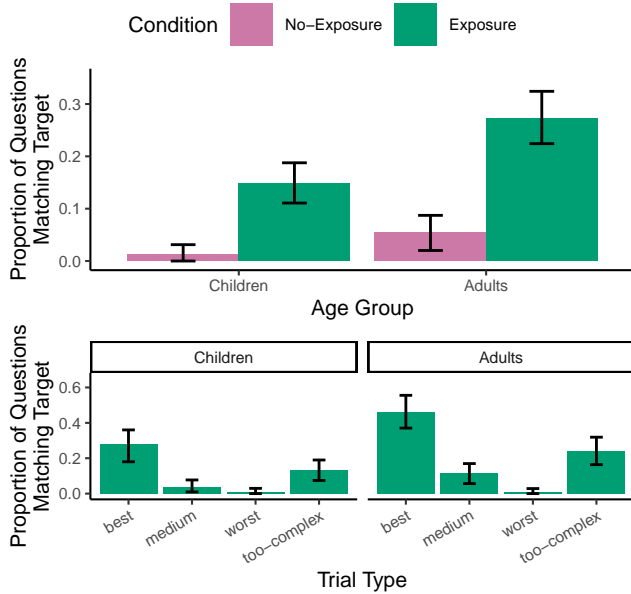 Condition No-Exposure Exposure
Proportion of Questions
Matching Target
0.3
0.2
0.1
0.0
Children Adults
Age Group
Children Adults
Proportion of Questions
Matching Target
0.6
0.4
0.2
0.0
best medium worst too-complex best medium worst too-complex
Trial Type